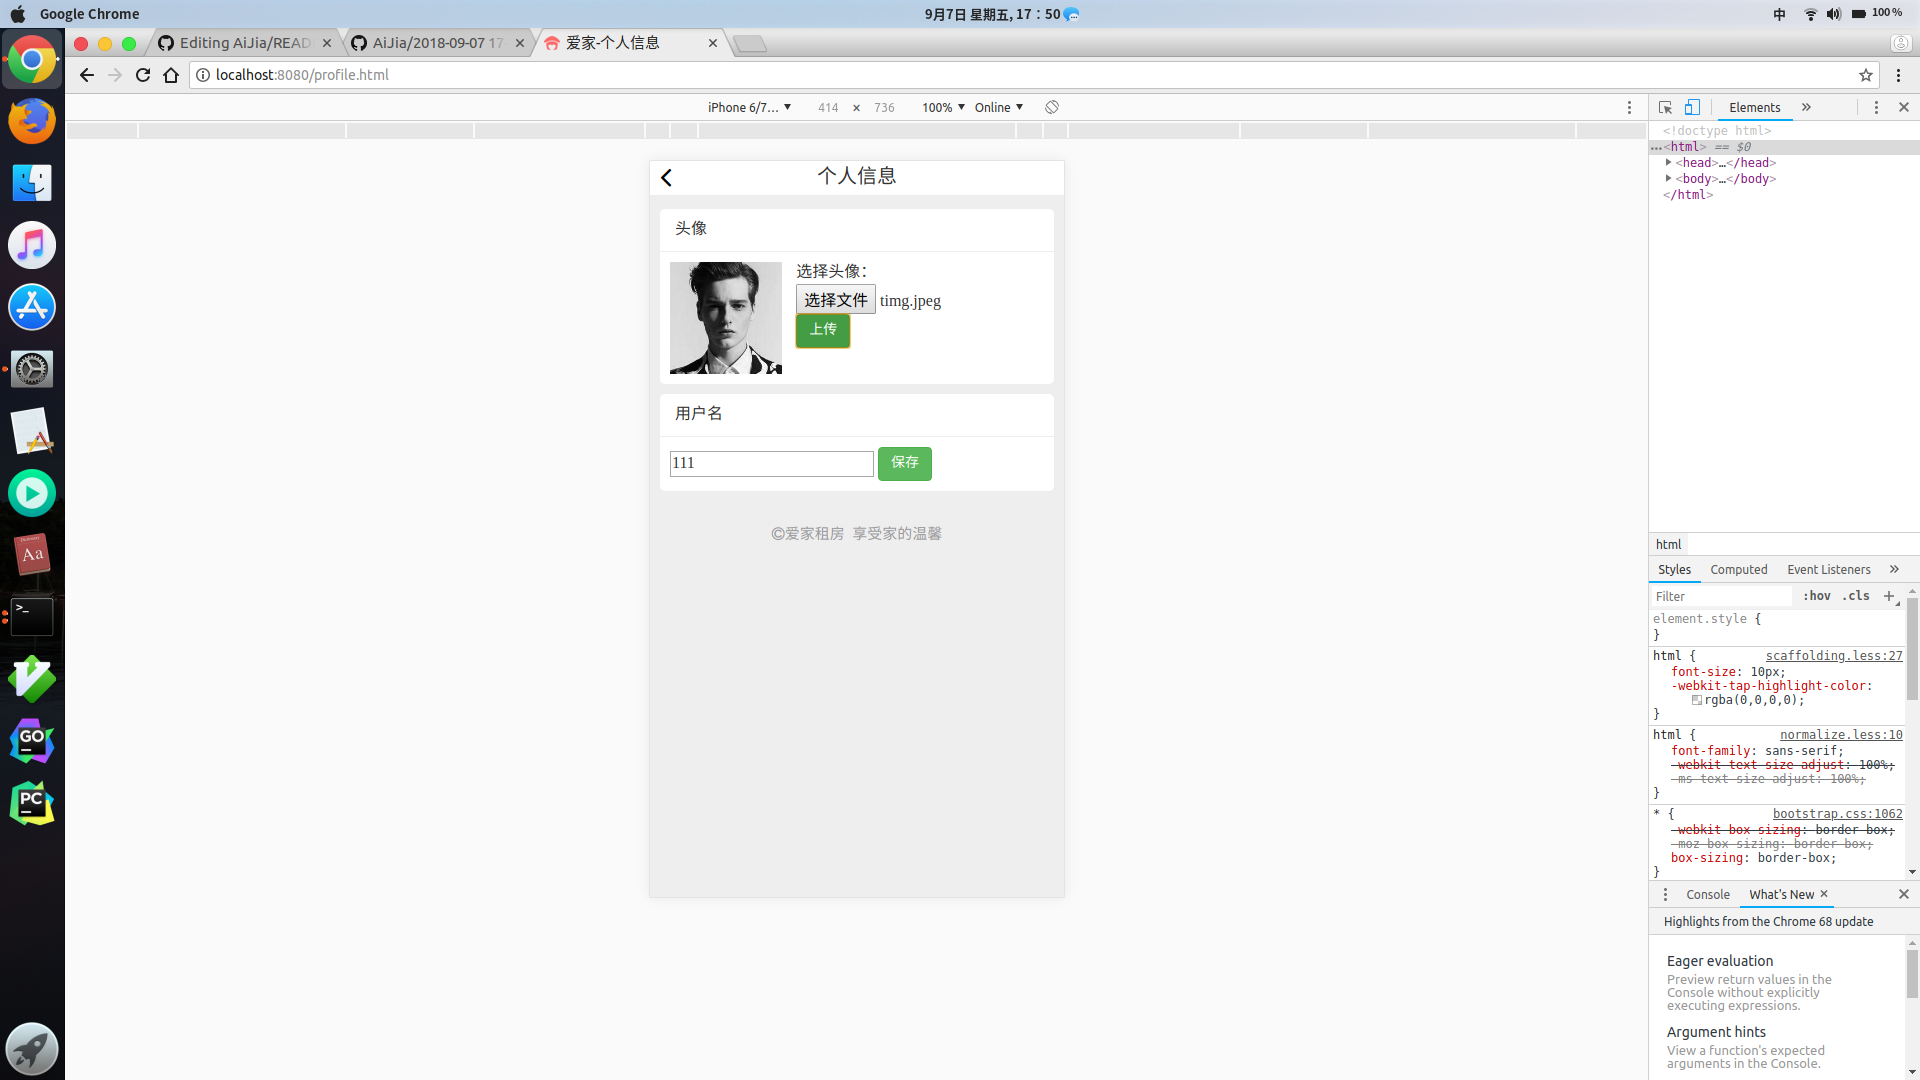 Google Chrome
9月7日 星期五, 17：50
中
100%
Editing AiJia/READ
AiJia/2018-09-07 17-
爱家-个人信息
localhost:8080/profile.html
iPhone 6/7... ▼ 414 × 736 100% ▼ Online ▼
Elements »
<!doctype html>
<html> == $0
<head>…</head>
<body>…</body>
</html>
个人信息
头像
选择头像：
选择文件 timg.jpeg
上传
用户名
111 保存
©爱家租房 享受家的温馨
html
Styles Computed Event Listeners »
Filter :hov .cls +
element.style {
}
html { scaffolding.less:27
font-size: 10px;
-webkit-tap-highlight-color:
rgba(0,0,0,0);
}
html { normalize.less:10
font-family: sans-serif;
-webkit-text-size-adjust: 100%;
-ms-text-size-adjust: 100%;
}
* { bootstrap.css:1062
-webkit-box-sizing: border-box;
-moz-box-sizing: border-box;
box-sizing: border-box;
}
Console What's New ×
Highlights from the Chrome 68 update
Eager evaluation
Preview return values in the
Console without explicitly
executing expressions.
Argument hints
View a function's expected
arguments in the Console.
Aa
>_
GO
PC